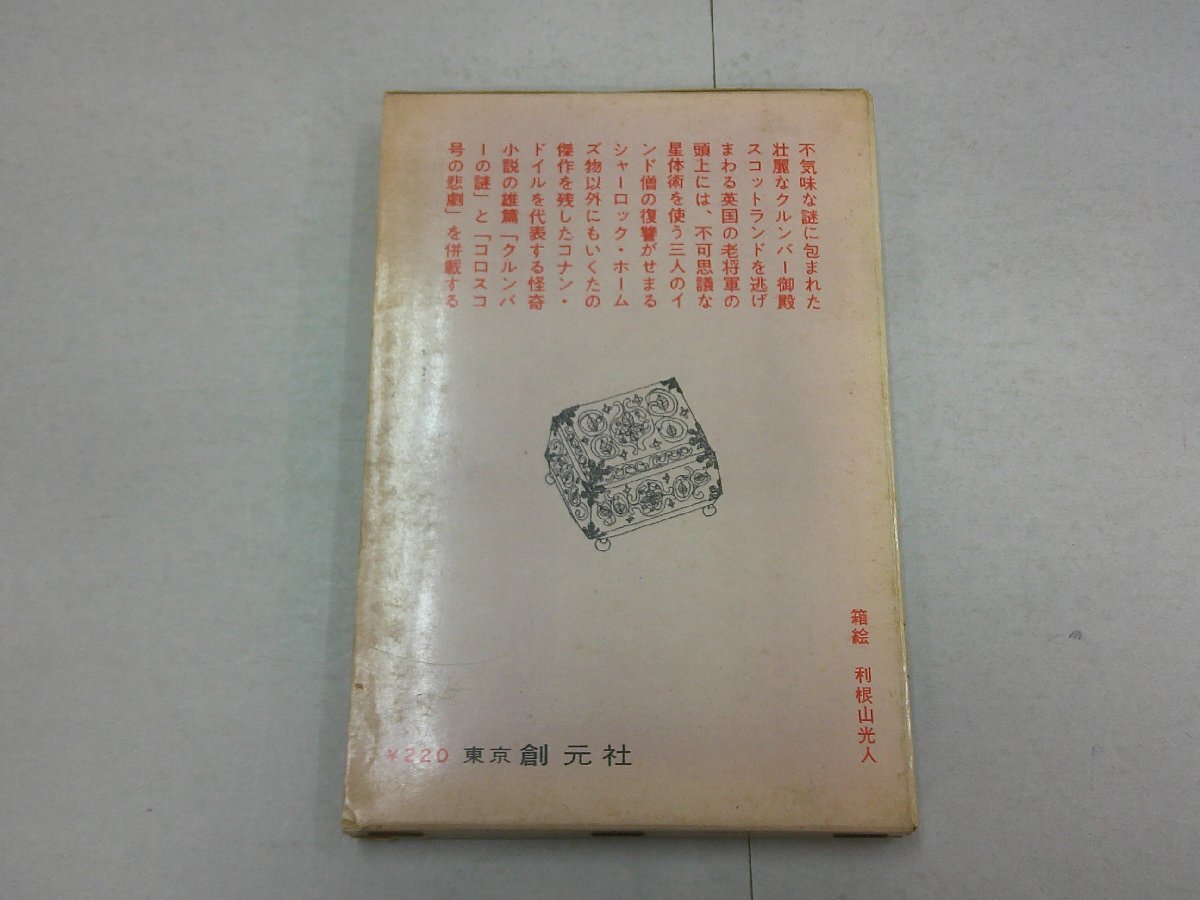 不気味な謎に包まれた
壮麗なクルンバー御殿
スコットランドを逃げ
まわる英国の老将軍の
頭上には、不可思議な
星体術を使う三人のイ
ンド僧の復讐がせまる
シャーロック・ホーム
ズ物以外にもいくたの
傑作を残したコナン・
ドイルを代表する怪奇
小説の雄篇「クルンバ
ーの謎」と「コロスコ
号の悲劇」を併載する
箱絵 利根山光人
¥220 東京 創元社